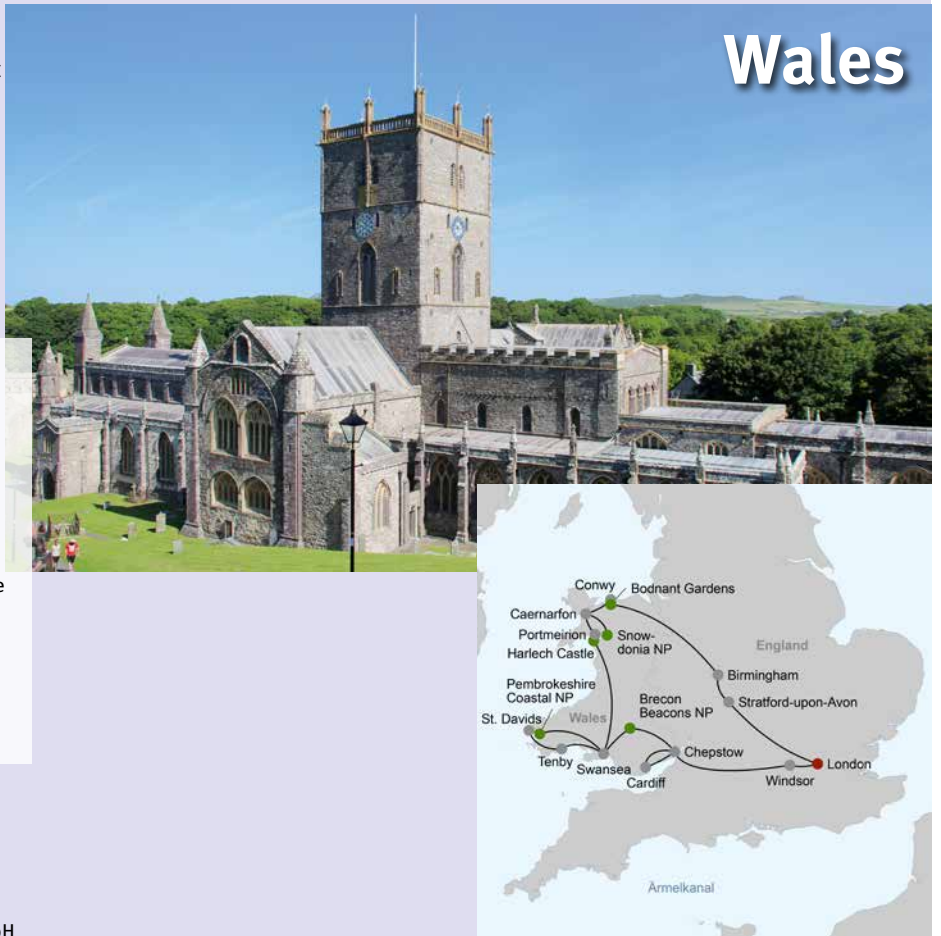 Wales
Conwy
Bodnant Gardens
Caernarfon
Portmeirion
Snow-
donia NP
Harlech Castle
England
Birmingham
Pembrokeshire
Coastal NP
Brecon
Beacons NP
Stratford-upon-Avon
St. Davids
Wales
Chepstow
London
Tenby
Swansea
Cardiff
Windsor
Ärmelkanal